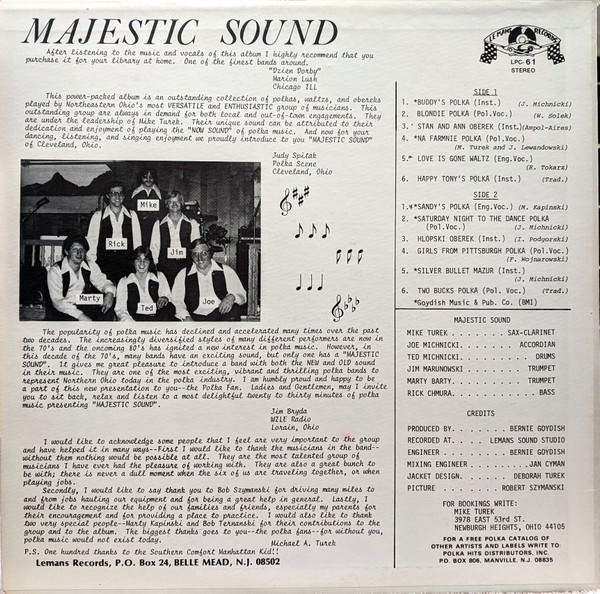 MAJESTIC SOUND
After listening to the music and vocals of this album I highly recommend that you
purchase it for your library at home. One of the finest bands around.
"Dzien Dorby"
Marion Lush
Chicago ILL
This power-packed album is an outstanding collection of polkas, waltzs, and obereks
played by Northeastern Ohio's most VERSATILE and ENTHUSIASTIC group of musicians. This
outstanding group are always in demand for both local and out-of-town engagements. They
are under the leadership of Mike Turek. Their unique sound can be attributed to their
dedication and enjoyment of playing the "NOW SOUND" of polka music. And now for your
dancing, listening, and singing enjoyment we proudly introduce to you "MAJESTIC SOUND"
of Cleveland, Ohio.
Judy Spitak
Polka Scene
Cleveland, Ohio
Mike
Rick
Jim
Marty
Ted
Joe
The popularity of polka music has declined and accelerated many times over the past
two decades. The increasingly diversified styles of many different performers are now in
the 70's and the oncoming 80's has ignited a new interest in polka music. However, in
this decade of the 70's, many bands have an exciting sound, but only one has a "MAJESTIC
SOUND". It gives me great pleasure to introduce a band with both the NEW and OLD sound
in their music. They are one of the most exciting, vibrant and thrilling polka bands to
represent Northern Ohio today in the polka industry. I am humbly proud and happy to be
a part of this new presentation to you--the Polka Fan. Ladies and Gentlemen, may I invite
you to sit back, relax and listen to a most delightful twenty to thirty minutes of polka
music presenting "MAJESTIC SOUND".
Jim Bryda
WZLE Radio
Lorain, Ohio
I would like to acknowledge some people that I feel are very important to the group
and have helped it in many ways--First I would like to thank the musicians in the band--
without them nothing would be possible at all. They are the most talented group of
musicians I have ever had the pleasure of working with. They are also a great bunch to
be with; there is never a dull moment when the six of us are traveling together, or when
playing jobs.
Secondly, I would like to say thank you to Bob Szymanski for driving many miles to
and from jobs hauling our equipment and for being a great help in general. Lastly, I
would like to recognize the help of our families and friends, especially my parents for
their encouragement and for providing a place to practice. I would also like to thank
two very special people--Marty Kapinski and Bob Ternanski for their contributions to the
group and to the album. The biggest thanks goes to you--the polka fans--for without you,
polka music would not exist today.
Michael A. Turek
P.S. One hundred thanks to the Southern Comfort Manhattan Kid!!
Lemans Records, P.O. Box 24, BELLE MEAD, N.J. 08502
LE MANS RECORDS
LPC- 61
STEREO
SIDE 1
1. *BUDDY'S POLKA (Inst.) (J. Michnicki)
2. BLONDIE POLKA (Pol.Voc.) (W. Solek)
3. STAN AND ANN OBEREK (Inst.) (Ampol-Aires)
4. *NA FARMNIE POLKA (Pol.Voc.)
(M. Turek and J. Lewandowski)
5. LOVE IS GONE WALTZ (Eng.Voc.)
(R. Tokarz)
6. HAPPY TONY'S POLKA (Inst.) (Trad.)
SIDE 2
1. *SANDY'S POLKA (Eng.Voc.) (M. Kapinski)
2. *SATURDAY NIGHT TO THE DANCE POLKA
(Pol.Voc.) (J. Michnicki)
3. HLOPSKI OBEREK (Inst.) (I. Podgorski)
4. GIRLS FROM PITTSBURGH POLKA (Pol.Voc.)
(F. Wojnarowski)
5. *SILVER BULLET MAZUR (Inst.)
(J. Michnicki)
6. TWO BUCKS POLKA (Pol. Voc.) (Trad.)
*Goydish Music & Pub. Co. (BMI)
MAJESTIC SOUND
MIKE TUREK . . . . . . . SAX-CLARINET
JOE MICHNICKI . . . . . . . ACCORDIAN
TED MICHNICKI . . . . . . . DRUMS
JIM MARUNOWSKI . . . . . . . TRUMPET
MARTY BARTY . . . . . . . TRUMPET
RICK CHMURA . . . . . . . BASS
CREDITS
PRODUCED BY . . . . . . BERNIE GOYDISH
RECORDED AT . . . LEMANS SOUND STUDIO
ENGINEER . . . . . . BERNIE GOYDISH
MIXING ENGINEER . . . . . JAN CYMAN
JACKET DESIGN . . . . . DEBORAH TUREK
PICTURE . . . . . . ROBERT SZYMANSKI
FOR BOOKINGS WRITE:
MIKE TUREK
3978 EAST 53rd ST.
NEWBURGH HEIGHTS, OHIO 44105
FOR A FREE POLKA CATALOG OF
OTHER ARTISTS AND LABELS WRITE TO:
POLKA HITS DISTRIBUTORS, INC.
P.O. BOX 806, MANVILLE, N.J. 08835